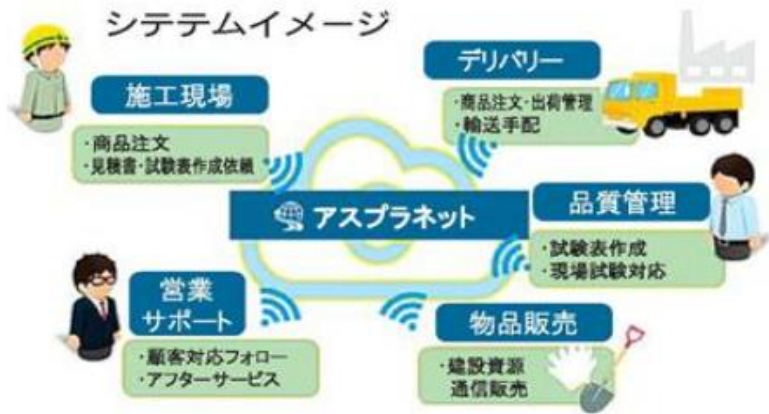 シテテムイメージ
施工現場
・商品注文
・見積書・試験表作成依頼
デリバリー
・商品注文・出荷管理
・輸送手配
アスプラネット
品質管理
・試験表作成
・現場試験対応
営業
サポート
・顧客対応フォロー
・アフターサービス
物品販売
・建設資源
通信販売